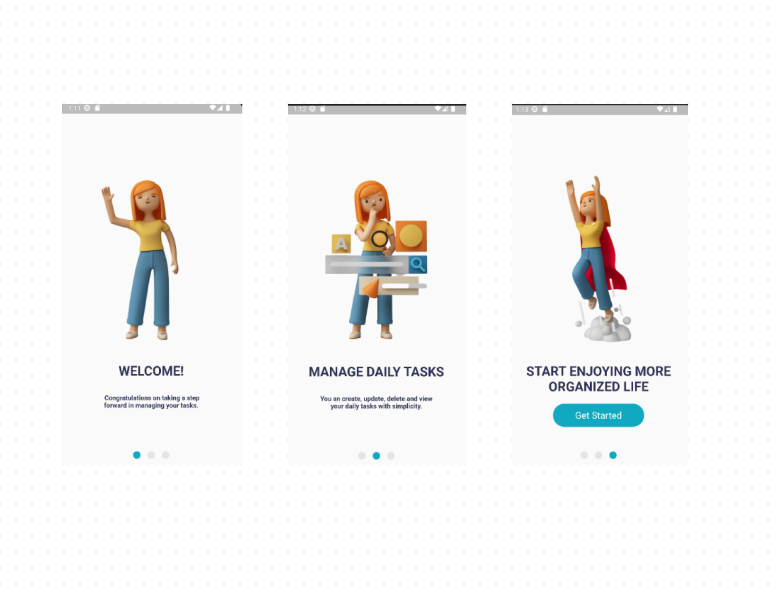 1:11
WELCOME!
Congratulations on taking a step
forward in managing your tasks.
1:12
A
MANAGE DAILY TASKS
You an create, update, delete and view
your daily tasks with simplicity.
1:13
START ENJOYING MORE
ORGANIZED LIFE
Get Started